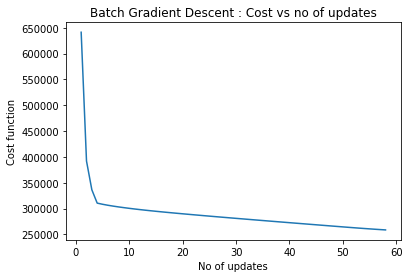 Batch Gradient Descent : Cost vs no of updates
650000
600000
550000
500000
450000
400000
350000
300000
250000
Cost function
0 10 20 30 40 50 60
No of updates